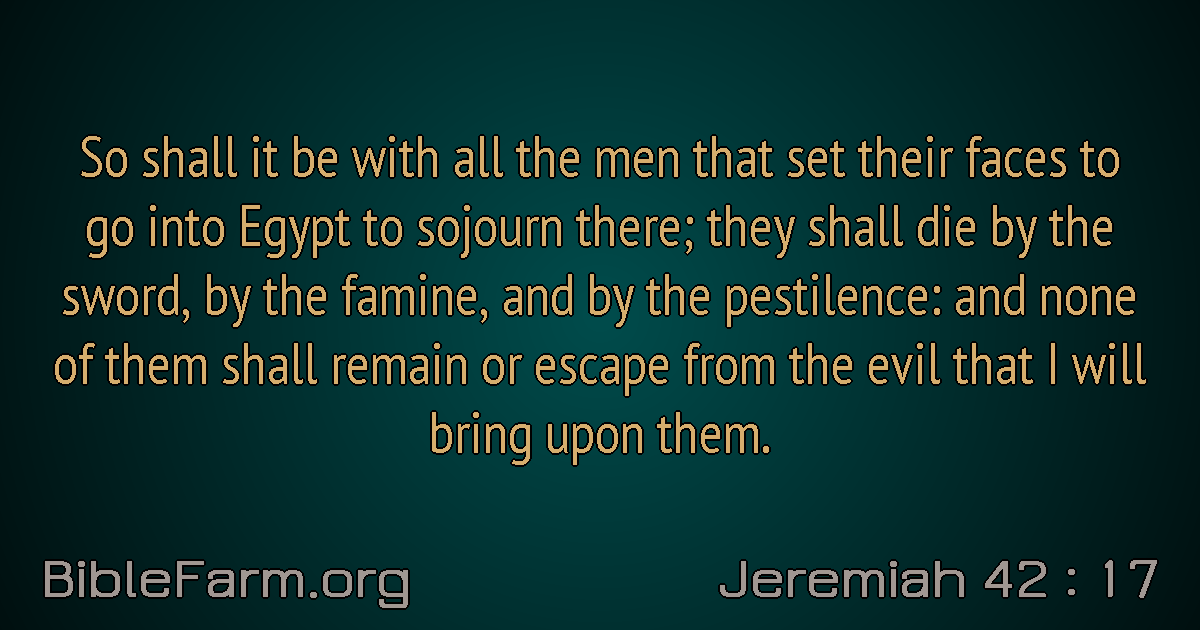 So shall it be with all the men that set their faces to
go into Egypt to sojourn there; they shall die by the
sword, by the famine, and by the pestilence: and none
of them shall remain or escape from the evil that I will
bring upon them.
BibleFarm.org
Jeremiah 42 : 17